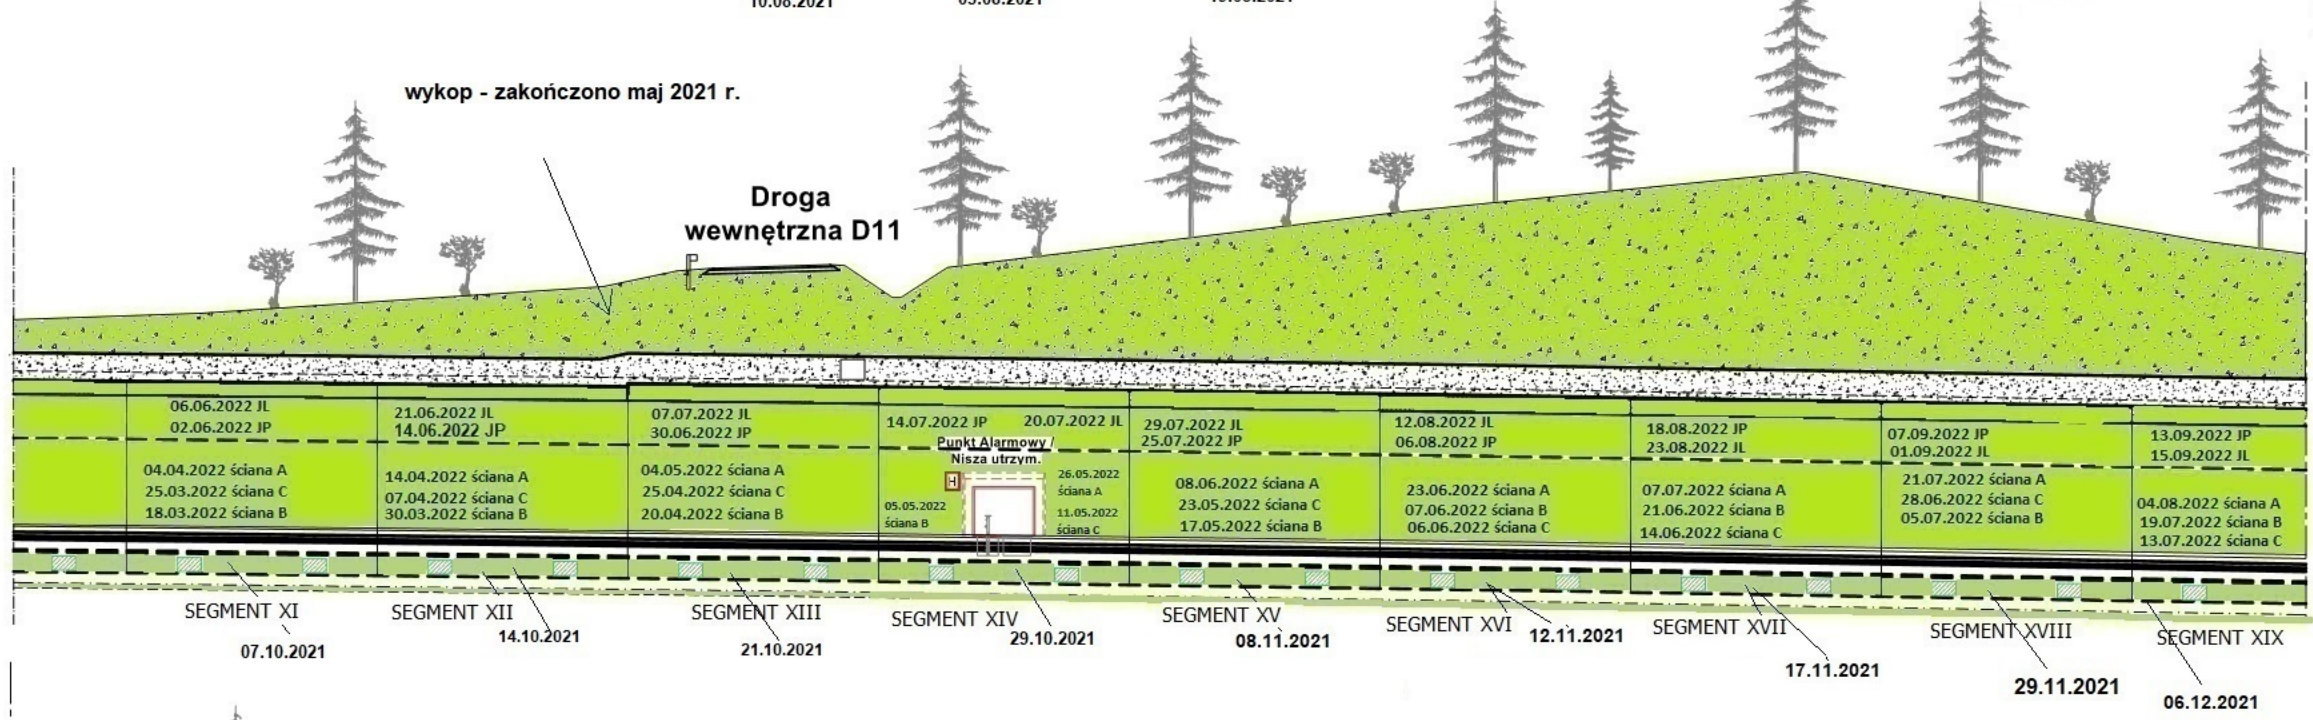 10.08.2021
wykop - zakończono maj 2021 r.
Droga
wewnętrzna D11
06.06.2022 JL
02.06.2022 JP
04.04.2022 ściana A
25.03.2022 ściana C
18.03.2022 ściana B
21.06.2022 JL
14.06.2022 JP
14.04.2022 ściana A
07.04.2022 ściana C
30.03.2022 ściana B
07.07.2022 JL
30.06.2022 JP
04.05.2022 ściana A
25.04.2022 ściana C
20.04.2022 ściana B
14.07.2022 JP
20.07.2022 JL
Punkt Alarmowy /
Nisza utrzym.
H
05.05.2022
ściana B
26.05.2022
ściana A
11.05.2022
ściana C
29.07.2022 JL
25.07.2022 JP
08.06.2022 ściana A
23.05.2022 ściana C
17.05.2022 ściana B
12.08.2022 JL
06.08.2022 JP
23.06.2022 ściana A
07.06.2022 ściana B
06.06.2022 ściana C
18.08.2022 JP
23.08.2022 JL
07.07.2022 ściana A
21.06.2022 ściana B
14.06.2022 ściana C
07.09.2022 JP
01.09.2022 JL
21.07.2022 ściana A
28.06.2022 ściana C
05.07.2022 ściana B
13.09.2022 JP
15.09.2022 JL
04.08.2022 ściana A
19.07.2022 ściana B
13.07.2022 ściana C
SEGMENT XI
07.10.2021
SEGMENT XII
14.10.2021
SEGMENT XIII
21.10.2021
SEGMENT XIV
29.10.2021
SEGMENT XV
08.11.2021
SEGMENT XVI
12.11.2021
SEGMENT XVII
17.11.2021
SEGMENT XVIII
29.11.2021
SEGMENT XIX
06.12.2021